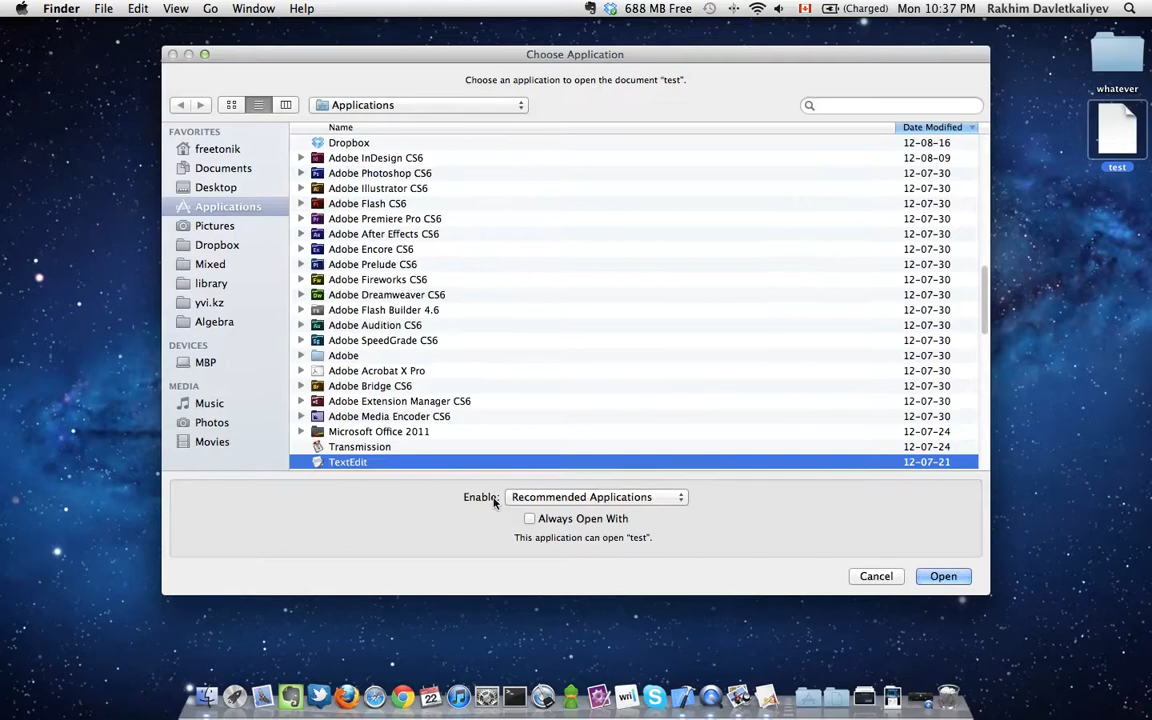 Finder File Edit View Go Window Help 688 MB Free (Charged) Mon 10:37 PM Rakhim Davletkaliyev
Choose Application
Choose an application to open the document “test”.
Applications
FAVORITES
freetonik
Documents
Desktop
Applications
Pictures
Dropbox
Mixed
library
yvi.kz
Algebra
DEVICES
MBP
MEDIA
Music
Photos
Movies
Name Date Modified
Dropbox 12-08-16
Adobe InDesign CS6 12-08-09
Adobe Photoshop CS6 12-07-30
Adobe Illustrator CS6 12-07-30
Adobe Flash CS6 12-07-30
Adobe Premiere Pro CS6 12-07-30
Adobe After Effects CS6 12-07-30
Adobe Encore CS6 12-07-30
Adobe Prelude CS6 12-07-30
Adobe Fireworks CS6 12-07-30
Adobe Dreamweaver CS6 12-07-30
Adobe Flash Builder 4.6 12-07-30
Adobe Audition CS6 12-07-30
Adobe SpeedGrade CS6 12-07-30
Adobe 12-07-30
Adobe Acrobat X Pro 12-07-30
Adobe Bridge CS6 12-07-30
Adobe Extension Manager CS6 12-07-30
Adobe Media Encoder CS6 12-07-30
Microsoft Office 2011 12-07-24
Transmission 12-07-24
TextEdit 12-07-21
Enable: Recommended Applications
Always Open With
This application can open “test”.
Cancel Open
whatever
test
22
wri